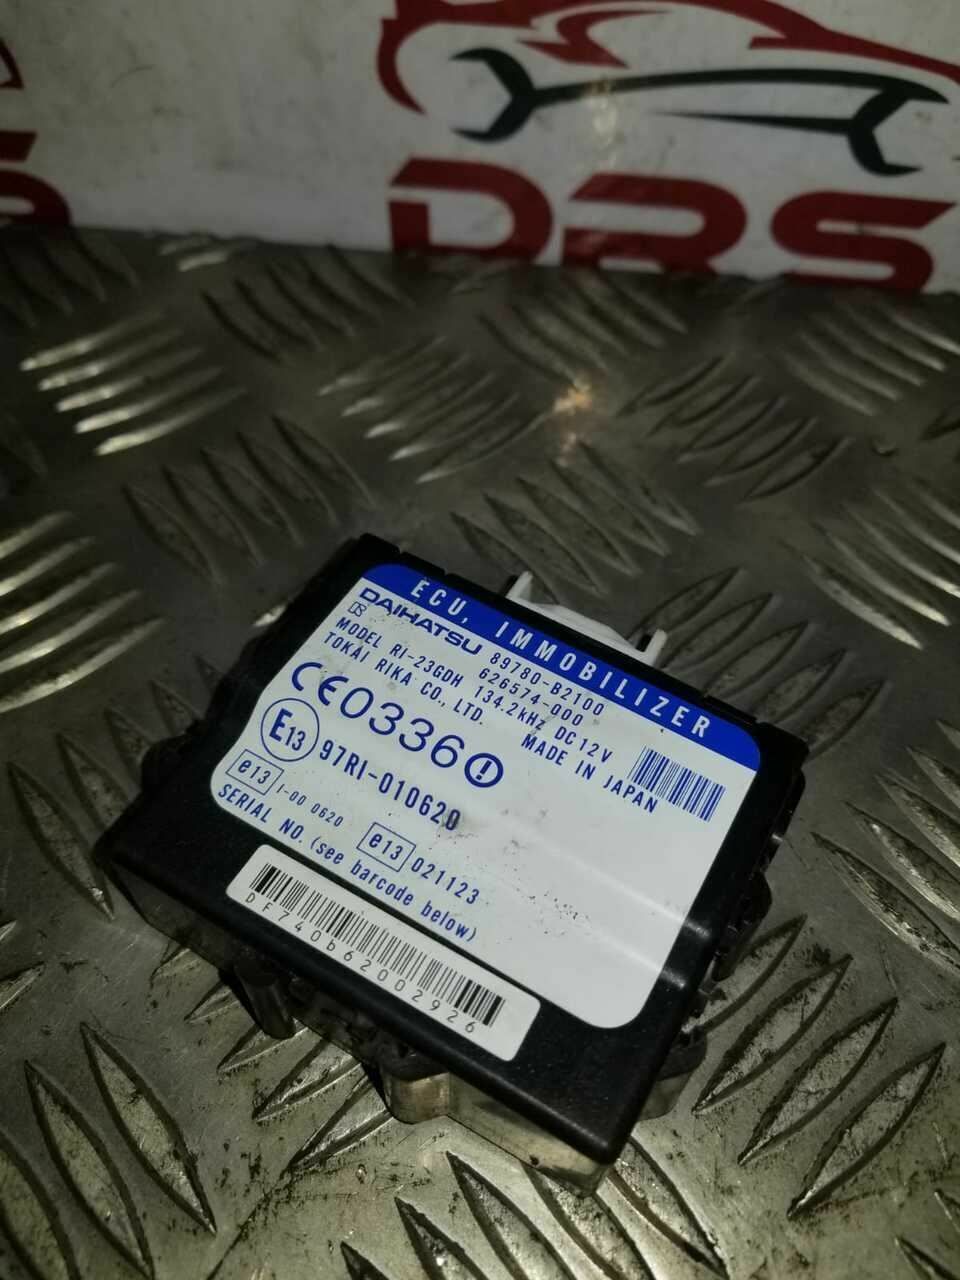 DRS
ECU, IMMOBILIZER
DAIHATSU 89780-B2100
626574-000
MODEL RI-23GDH 134.2kHz DC12V
TOKAI RIKA CO., LTD. MADE IN JAPAN
CE0336
E13 97RI-010620
e13 1-00 0620 e13 021123
SERIAL NO. (see barcode below)
DF740b62002926